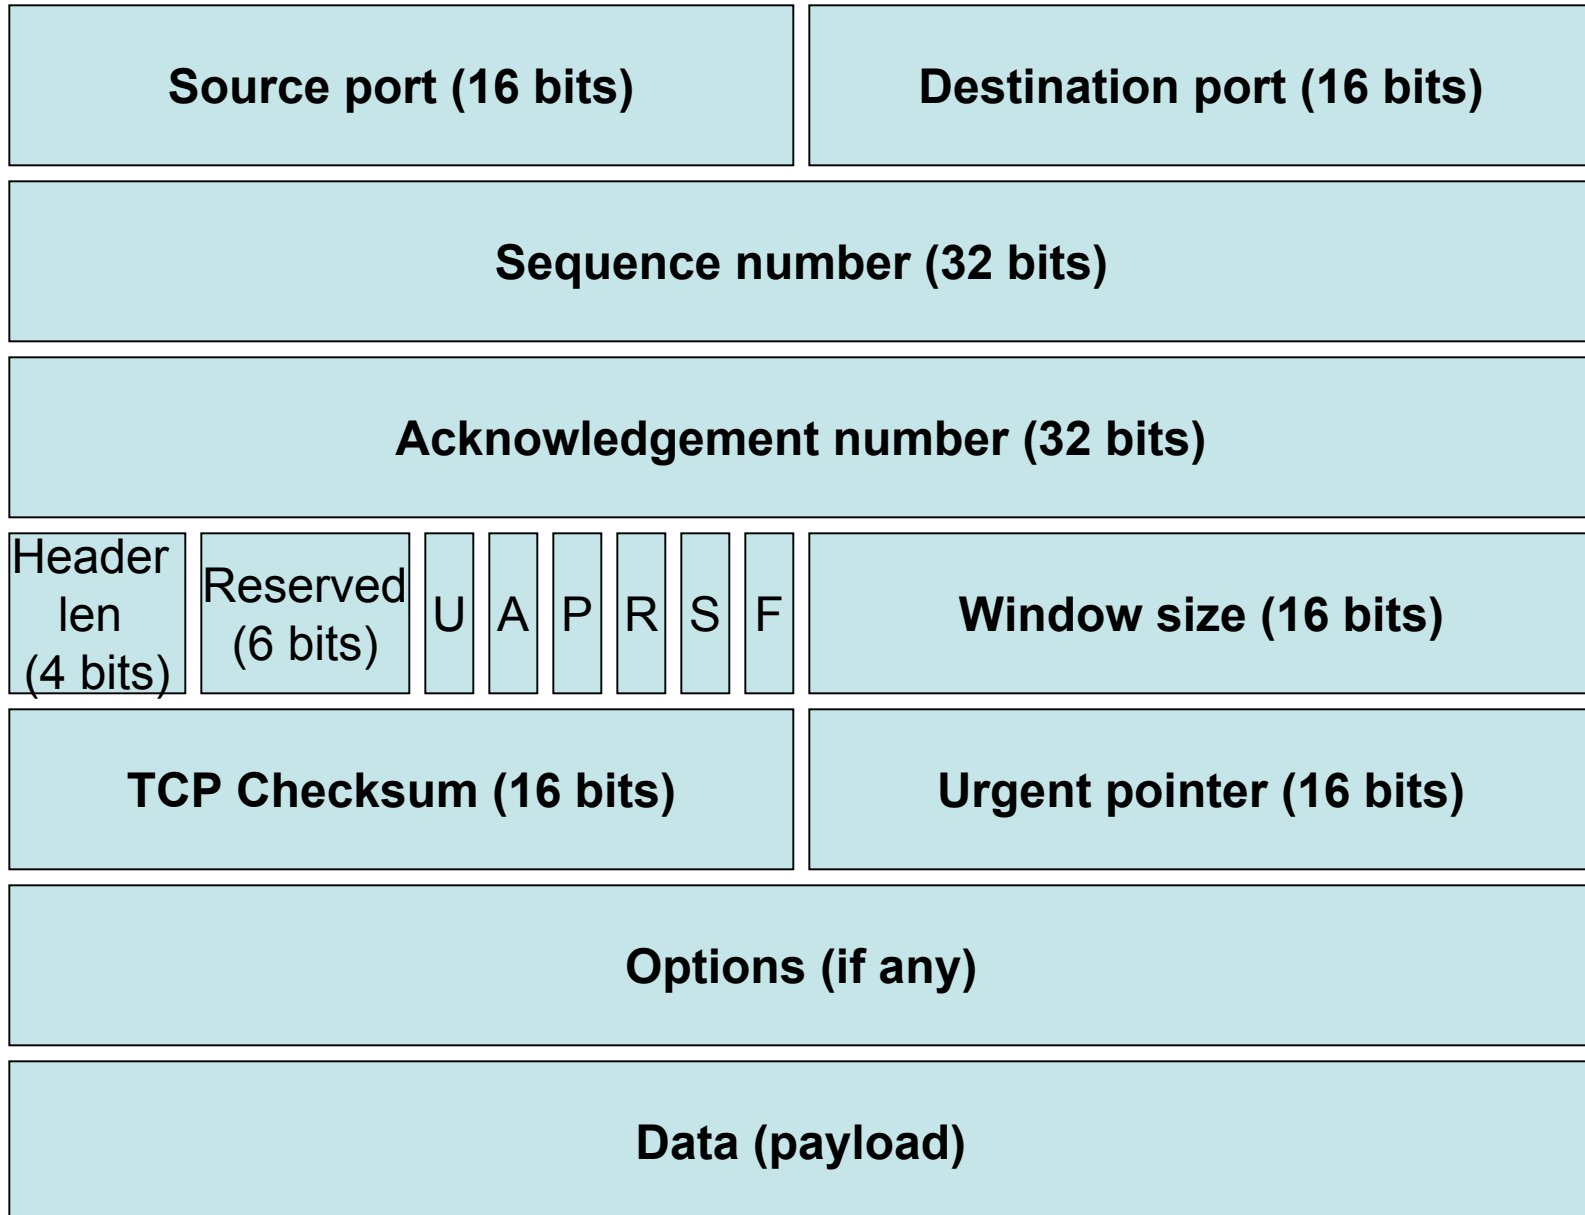 Source port (16 bits)
Destination port (16 bits)
Sequence number (32 bits)
Acknowledgement number (32 bits)
Header
len
(4 bits)
Reserved
(6 bits)
U
A
P
R
S
F
Window size (16 bits)
TCP Checksum (16 bits)
Urgent pointer (16 bits)
Options (if any)
Data (payload)